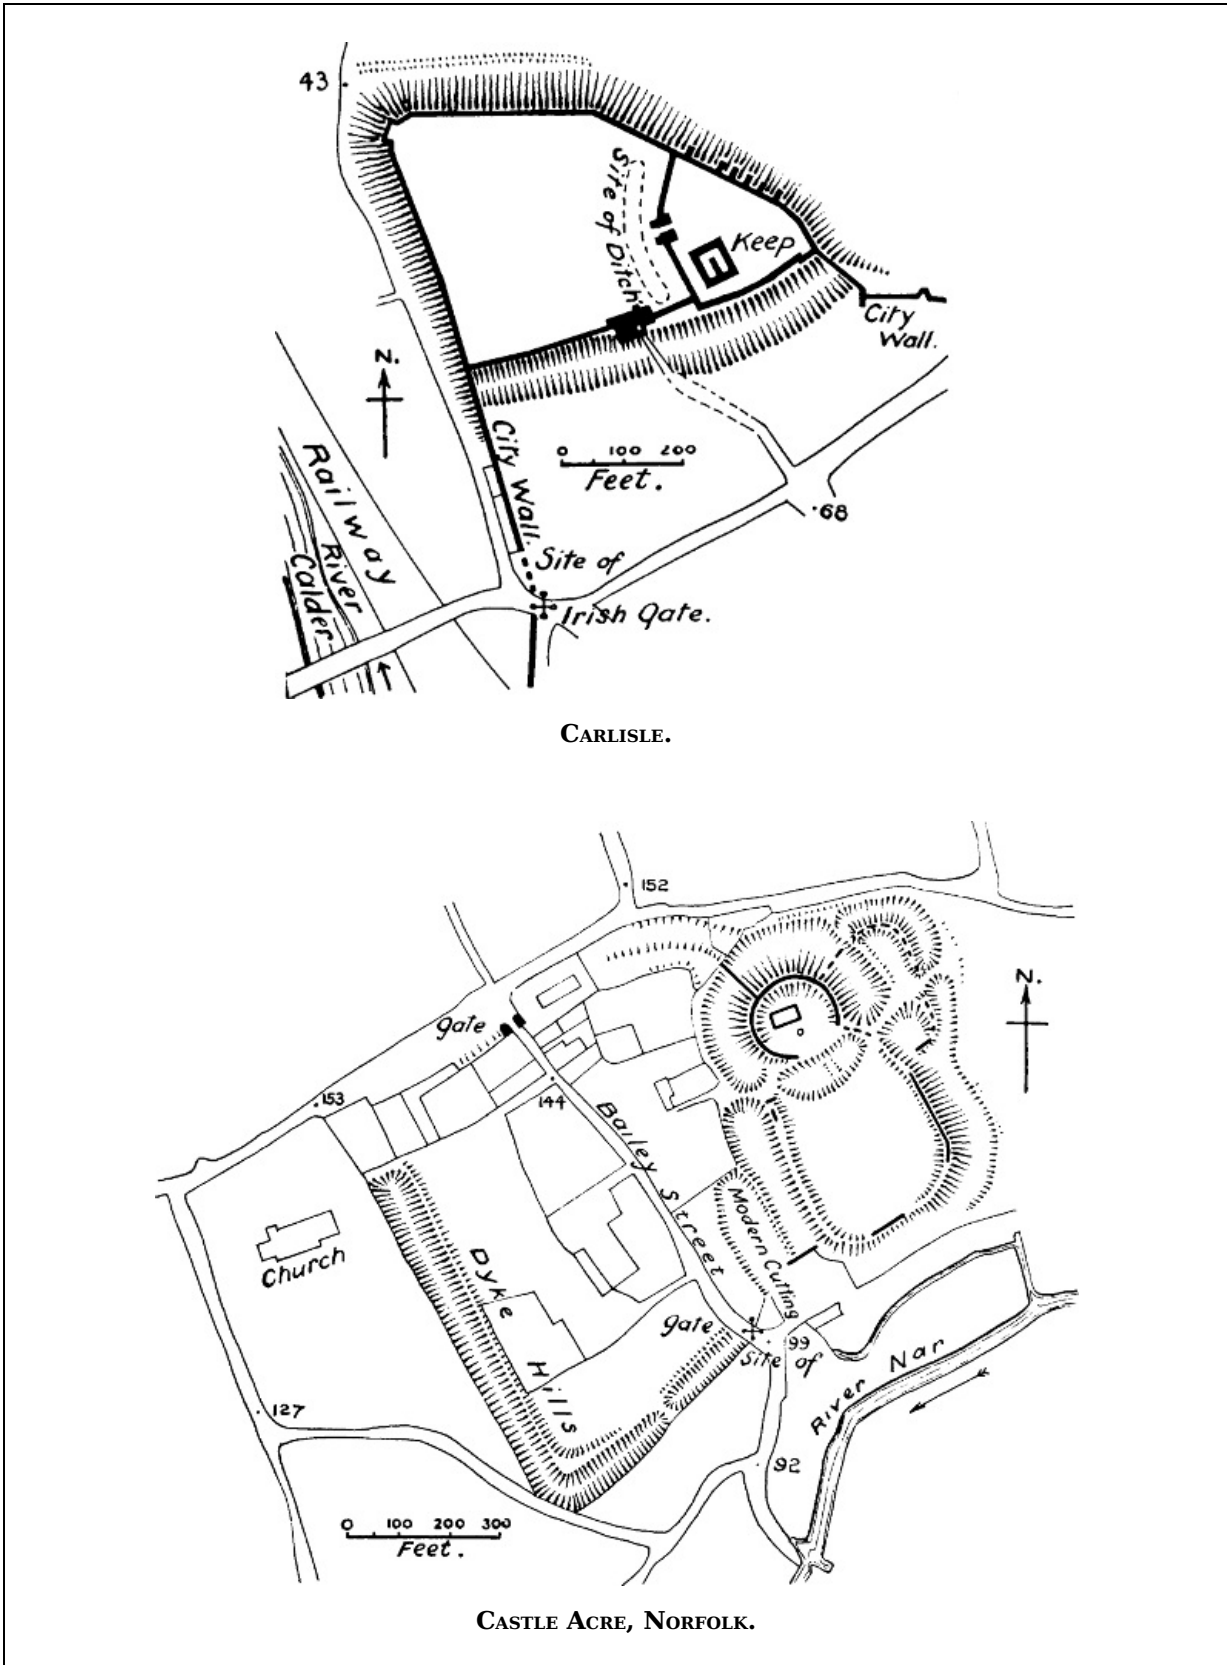 43
Site of Ditch
Keep
City
Wall.
N.
City Wall.
0 100 200
Feet.
Railway
River
Calder
68
Site of
Irish Gate.
CARLISLE.
152
N.
gate
153
144
Bailey
Street
Modern Cutting
Church
Dyke
Hills
gate
99
Site of
River Nar
127
92
0 100 200 300
Feet.
CASTLE ACRE, NORFOLK.